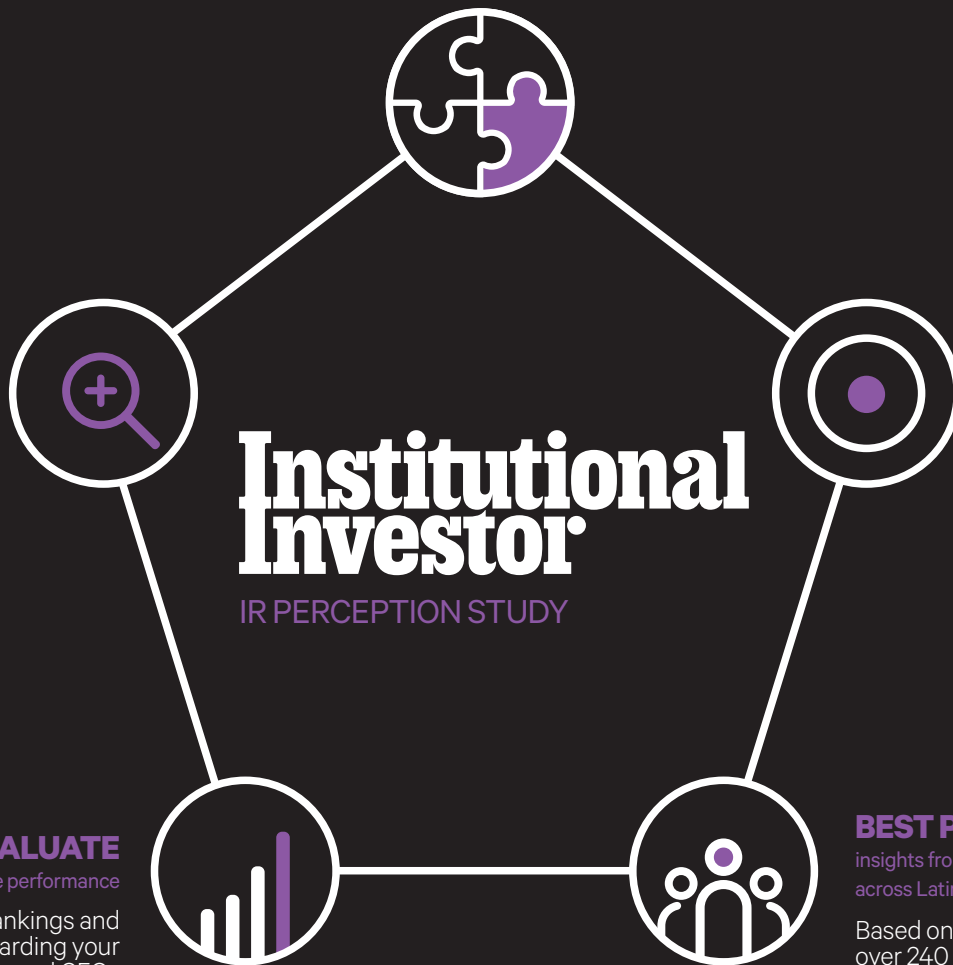 Institutional
Investor
IR PERCEPTION STUDY
ALUATE
e performance
ankings and
arding your
BEST P
insights fro
across Latin
Based on
over 240